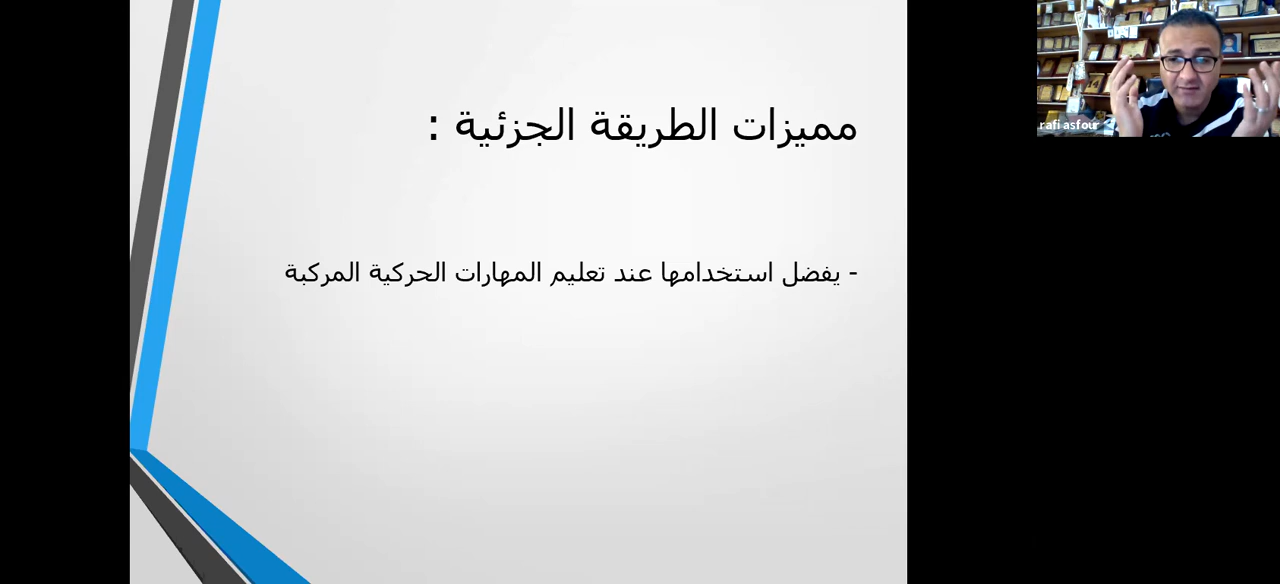 مميزات الطريقة الجزئية :
- يفضل استخدامها عند تعليم المهارات الحركية المركبة
rafi asfour